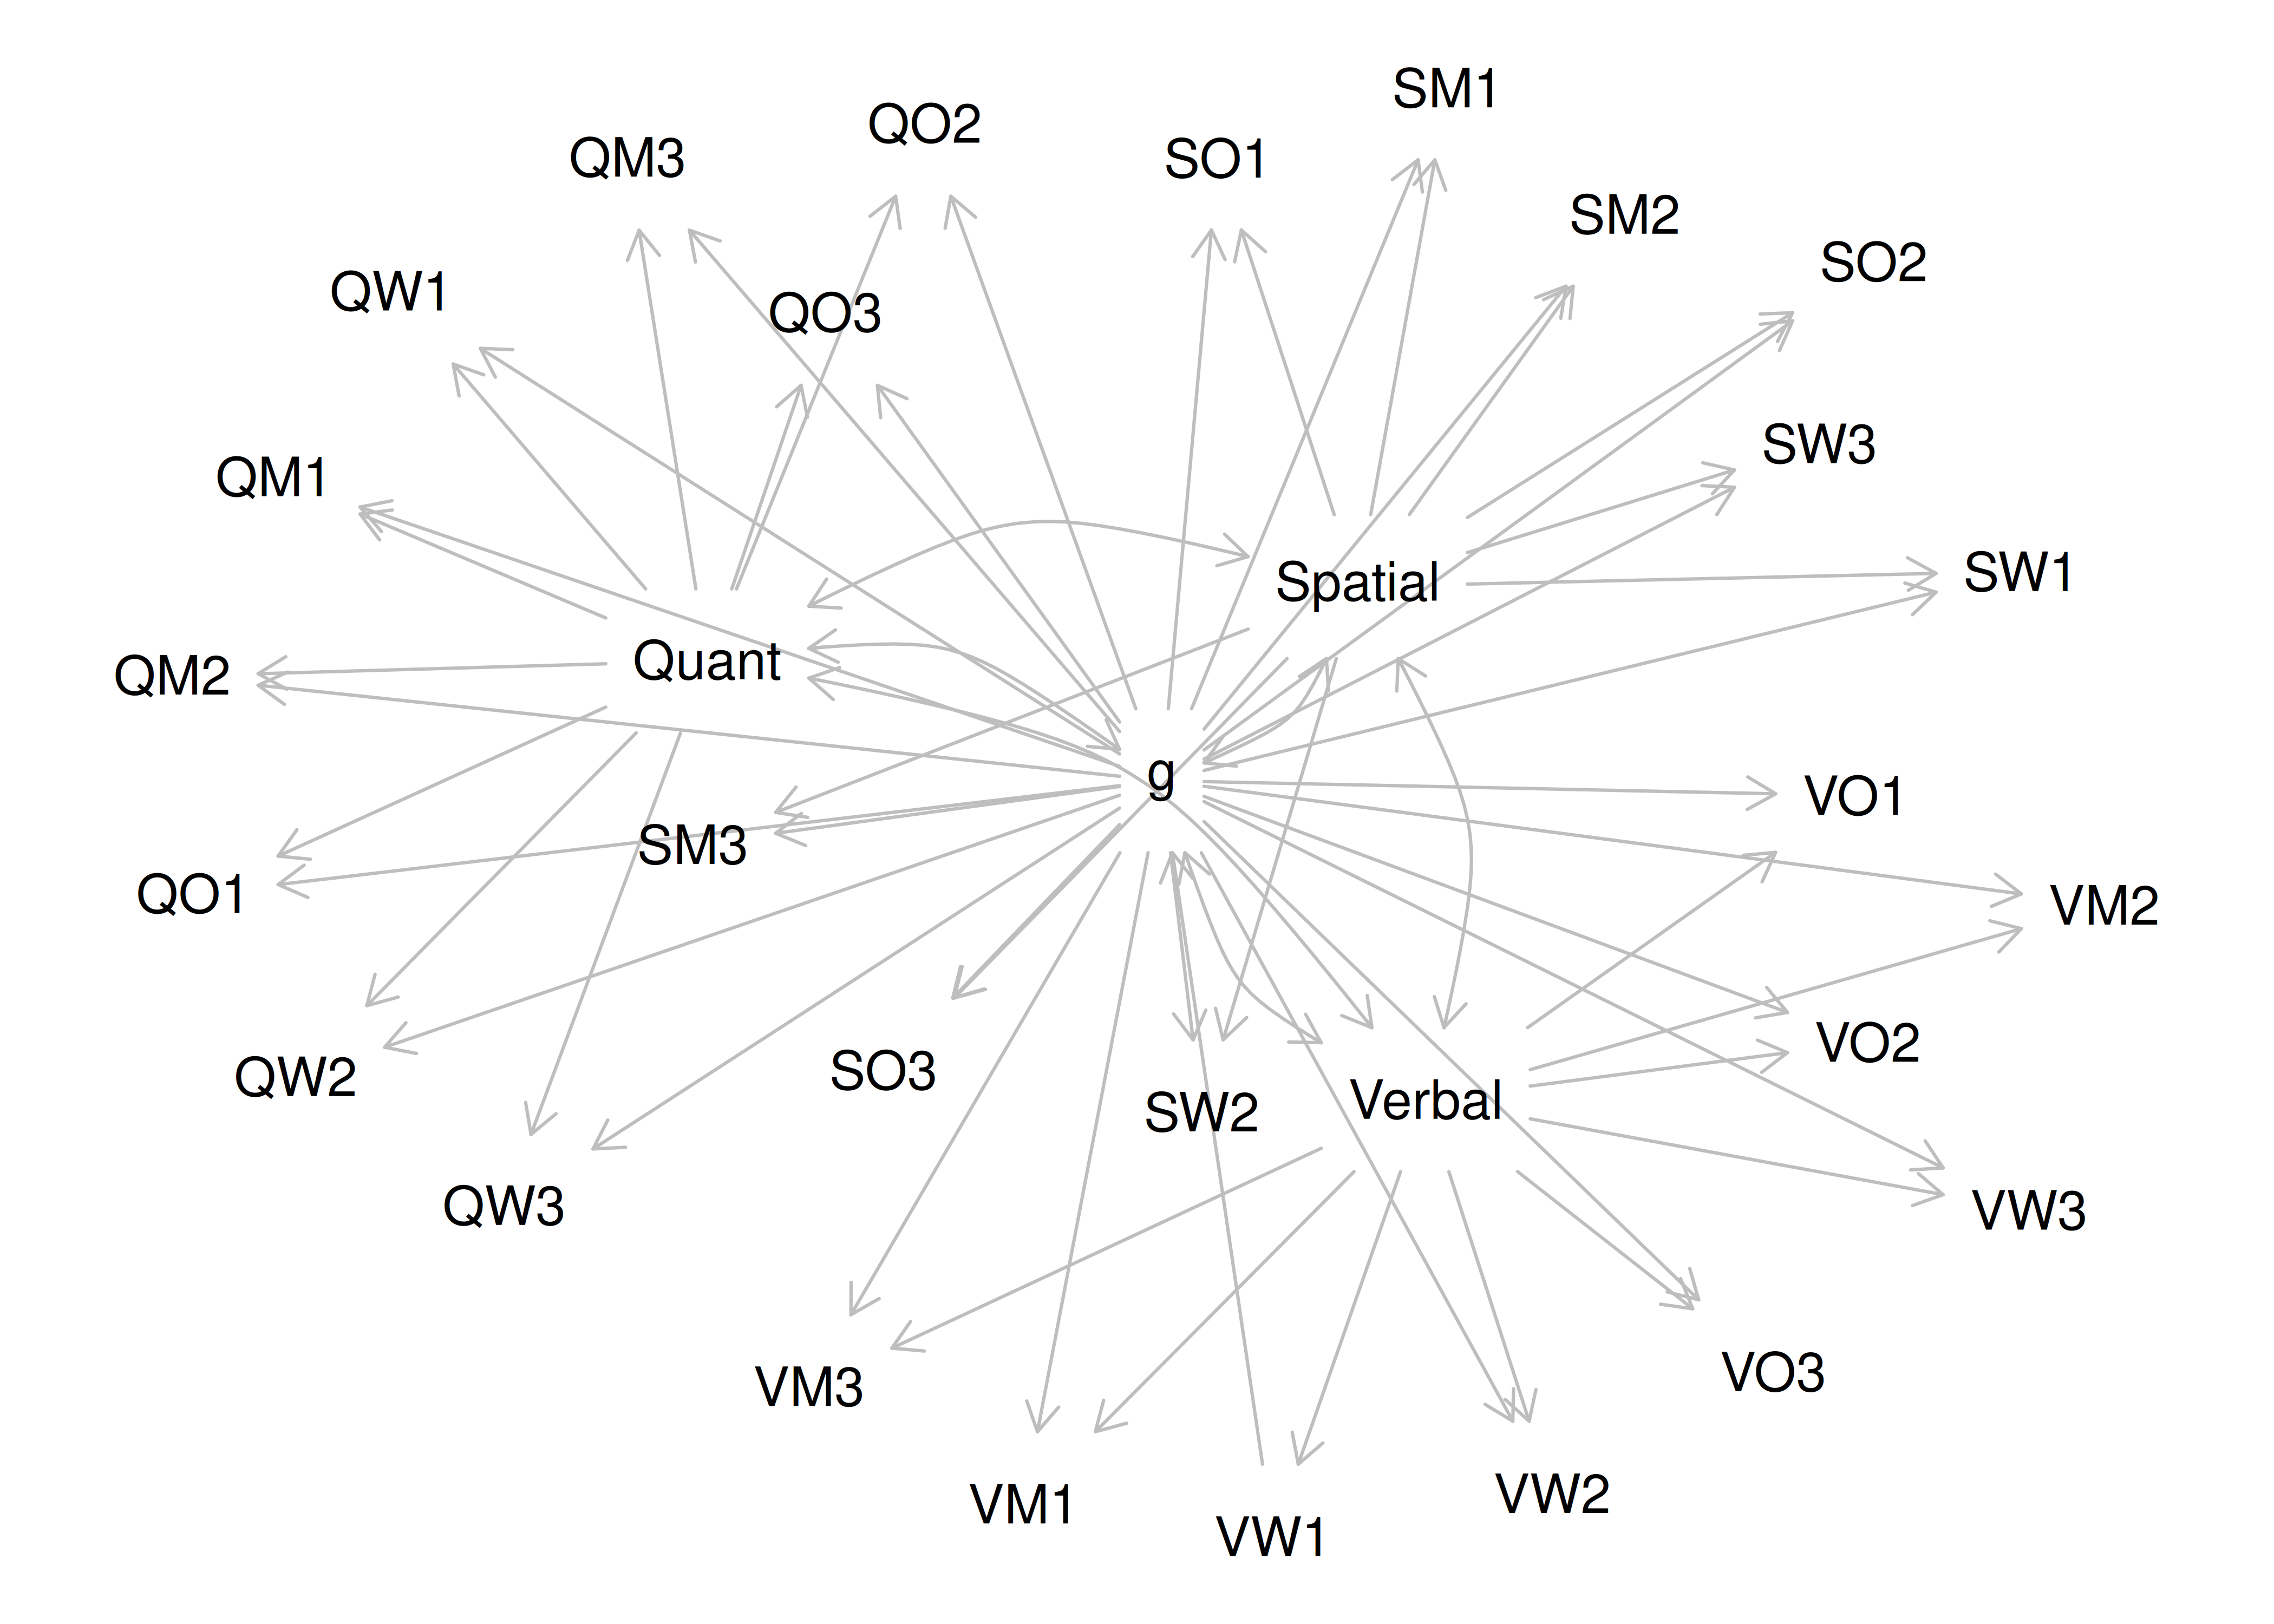 SM1
QO2
QM3
SO1
SM2
SO2
QW1
QO3
SW3
QM1
SW1
Spatial
Quant
QM2
g
VO1
SM3
QO1
VM2
VO2
SO3
QW2
Verbal
SW2
QW3
VW3
VO3
VM3
VW2
VM1
VW1